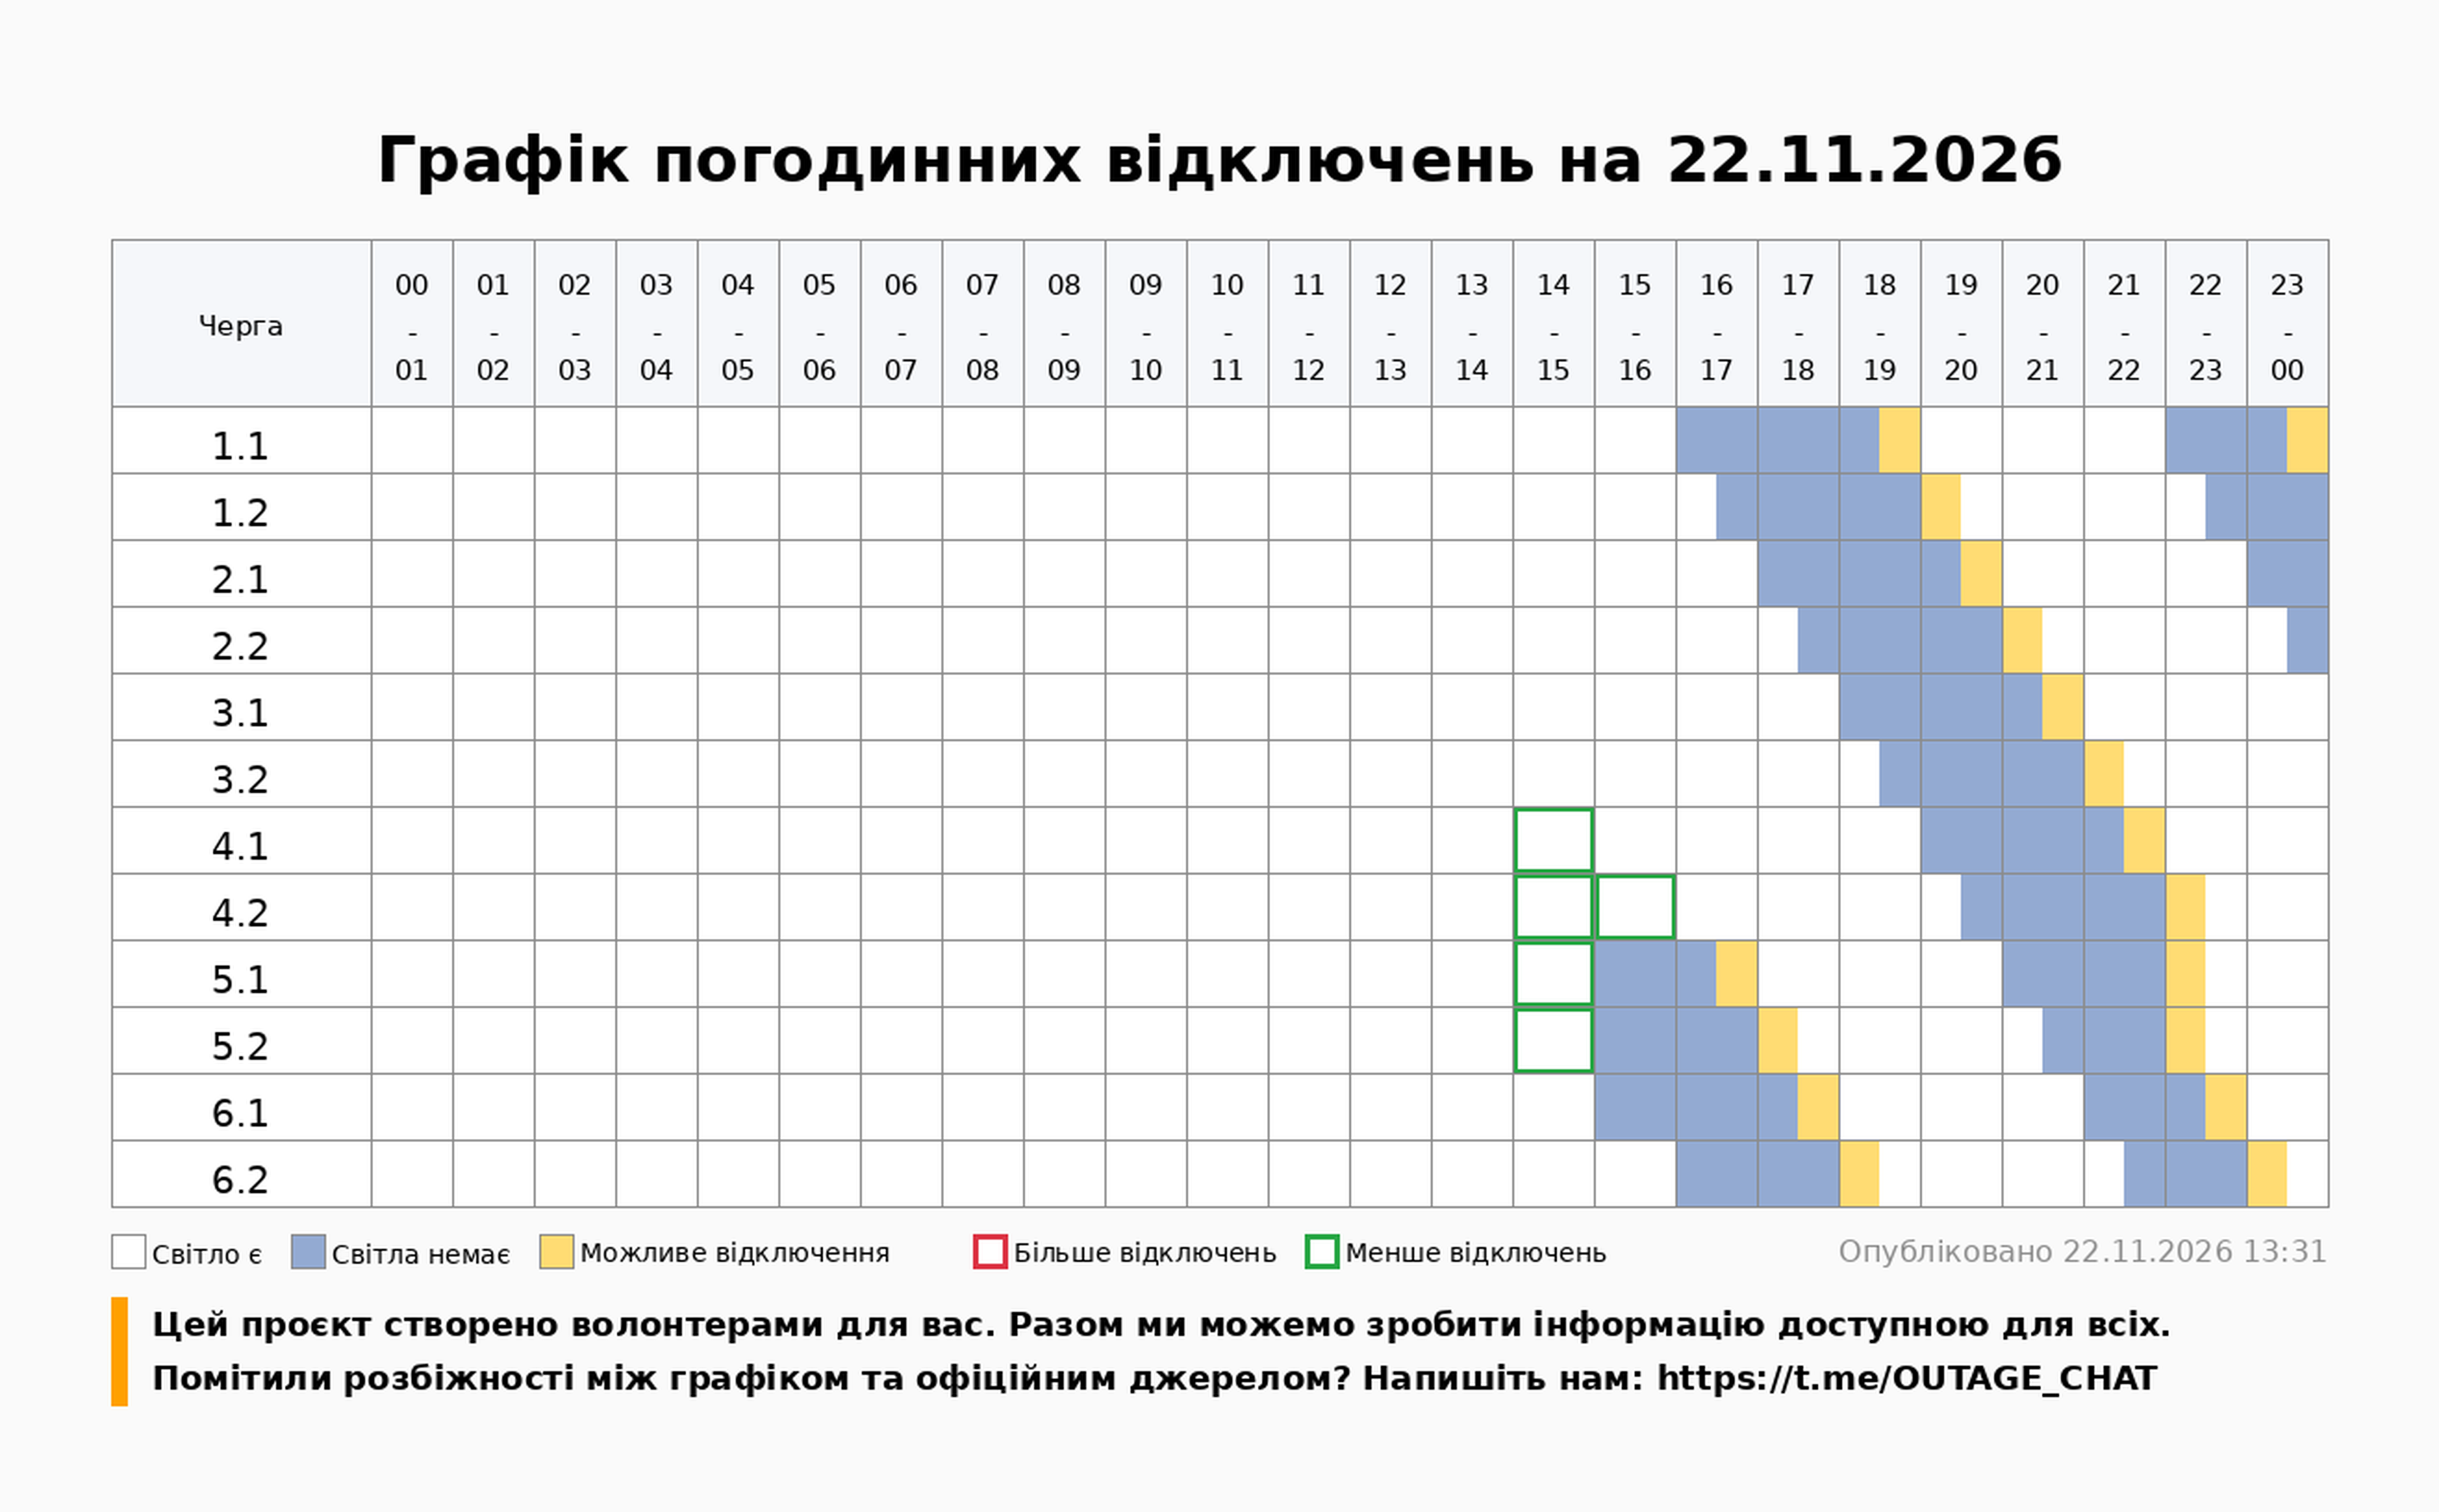 Графік погодинних відключень на 22.11.2026
Черга
00 - 01
01 - 02
02 - 03
03 - 04
04 - 05
05 - 06
06 - 07
07 - 08
08 - 09
09 - 10
10 - 11
11 - 12
12 - 13
13 - 14
14 - 15
15 - 16
16 - 17
17 - 18
18 - 19
19 - 20
20 - 21
21 - 22
22 - 23
23 - 00
1.1
1.2
2.1
2.2
3.1
3.2
4.1
4.2
5.1
5.2
6.1
6.2
Світло є
Світла немає
Можливе відключення
Більше відключень
Менше відключень
Опубліковано 22.11.2026 13:31
Цей проєкт створено волонтерами для вас. Разом ми можемо зробити інформацію доступною для всіх.
Помітили розбіжності між графіком та офіційним джерелом? Напишіть нам: https://t.me/OUTAGE_CHAT